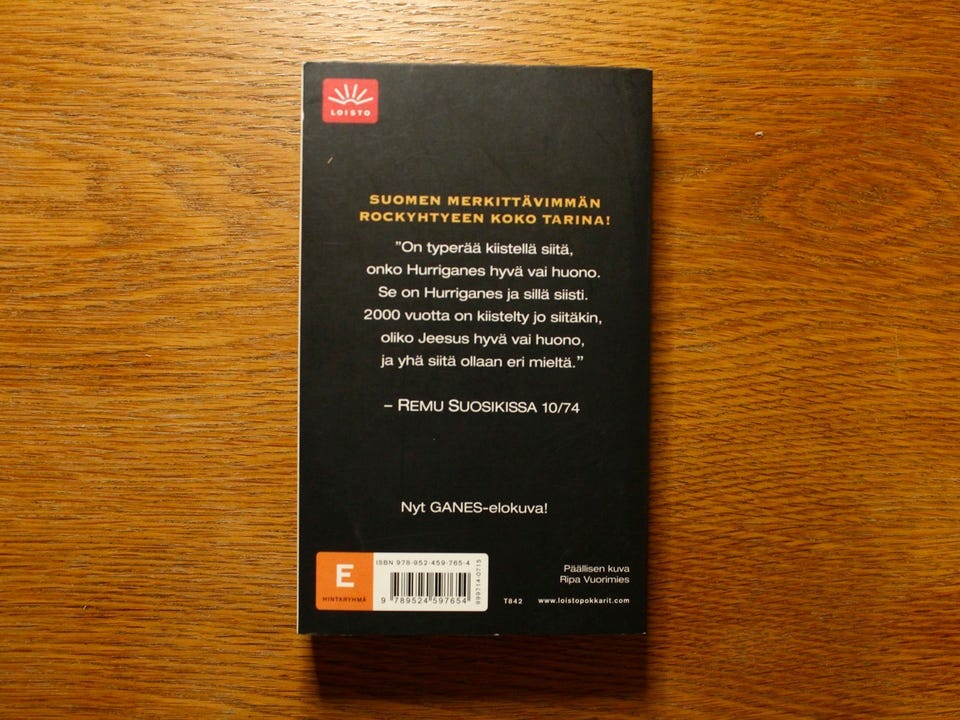 LOISTO
SUOMEN MERKITTÄVIMMÄN
ROCKYHTYEEN KOKO TARINA!
”On typerää kiistellä siitä,
onko Hurriganes hyvä vai huono.
Se on Hurriganes ja sillä siisti.
2000 vuotta on kiistelty jo siitäkin,
oliko Jeesus hyvä vai huono,
ja yhä siitä ollaan eri mieltä.”
– REMU SUOSIKISSA 10/74
Nyt GANES-elokuva!
E
HINTARYHMÄ
ISBN 978-952-459-765-4
9 789524 597654
899714-0715
Päällisen kuva
Ripa Vuorimies
T842 www.loistopokkarit.com